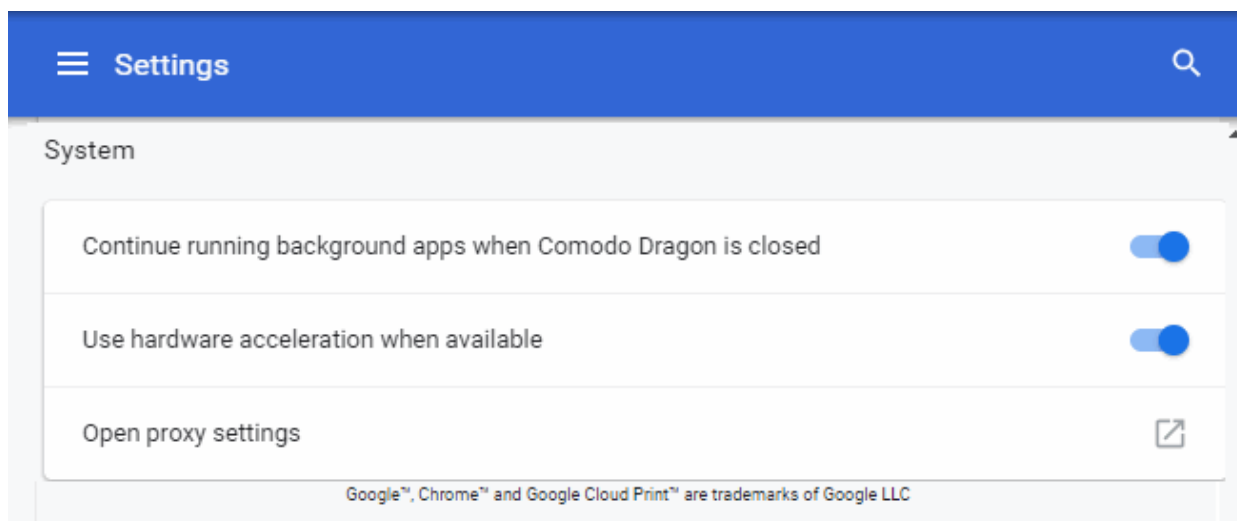 Settings
System
Continue running background apps when Comodo Dragon is closed
Use hardware acceleration when available
Open proxy settings
Google™, Chrome™ and Google Cloud Print™ are trademarks of Google LLC